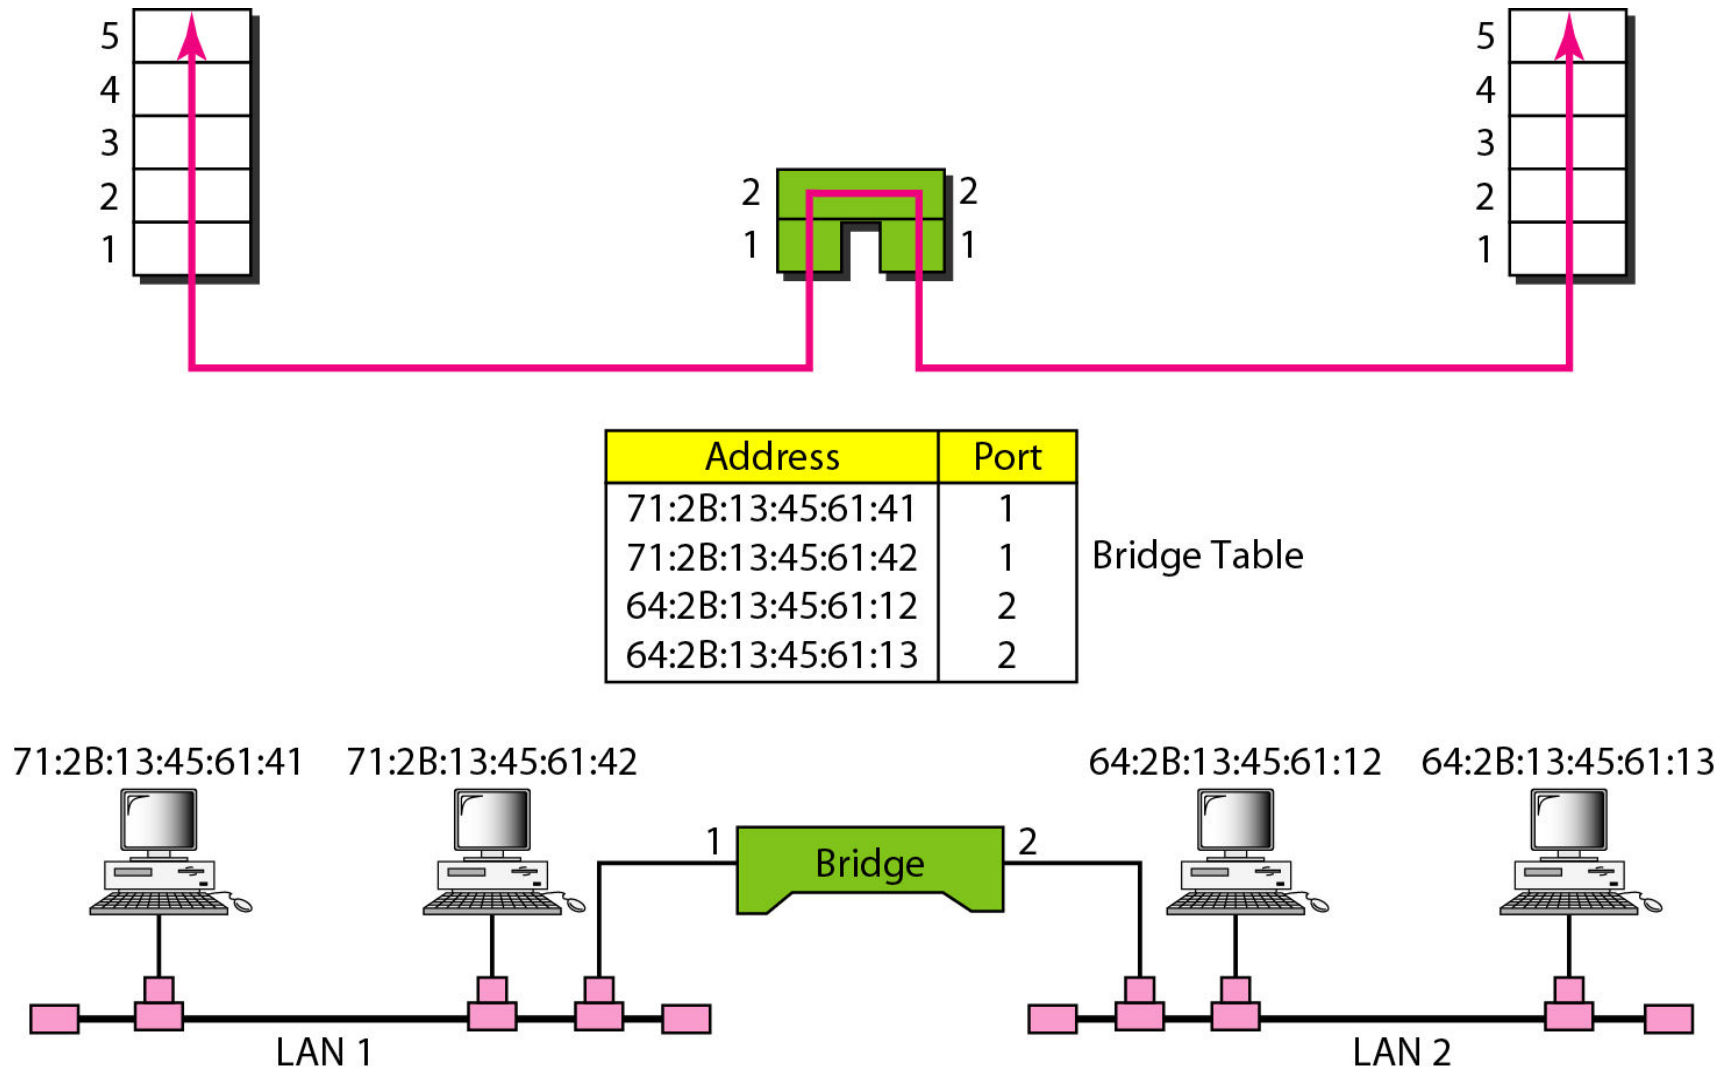 5
4
3
2
1
2 2
1 1
5
4
3
2
1
Address Port
71:2B:13:45:61:41 1
71:2B:13:45:61:42 1
64:2B:13:45:61:12 2
64:2B:13:45:61:13 2
Bridge Table
71:2B:13:45:61:41 71:2B:13:45:61:42 64:2B:13:45:61:12 64:2B:13:45:61:13
1 Bridge 2
LAN 1 LAN 2